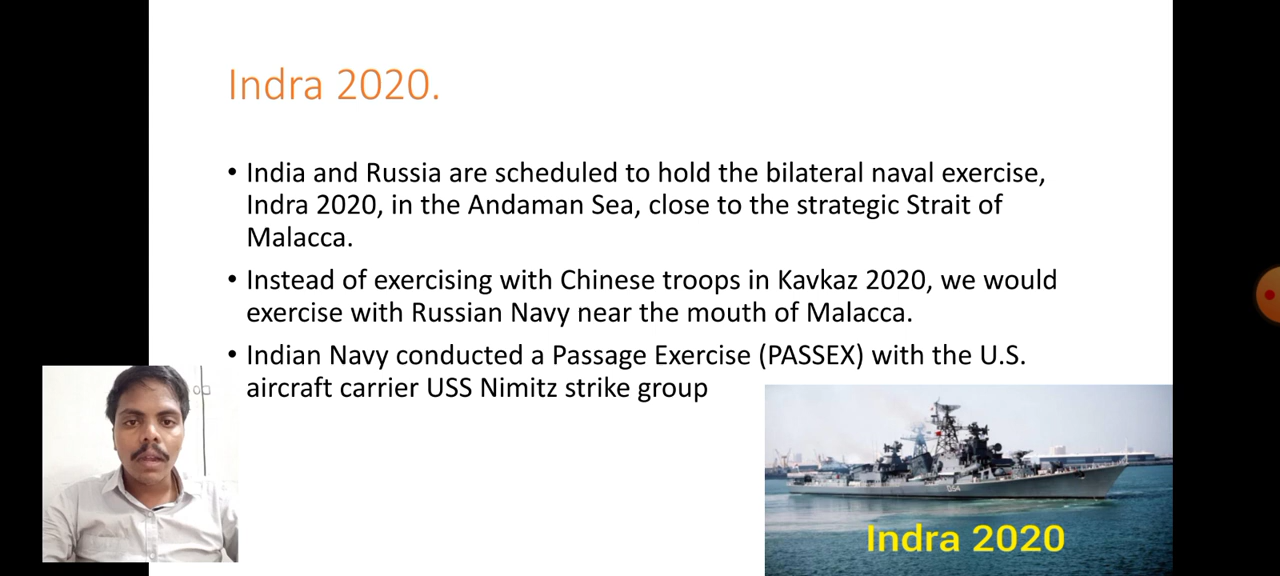 Indra 2020.
• India and Russia are scheduled to hold the bilateral naval exercise,
Indra 2020, in the Andaman Sea, close to the strategic Strait of
Malacca.
• Instead of exercising with Chinese troops in Kavkaz 2020, we would
exercise with Russian Navy near the mouth of Malacca.
• Indian Navy conducted a Passage Exercise (PASSEX) with the U.S.
aircraft carrier USS Nimitz strike group
D54
Indra 2020